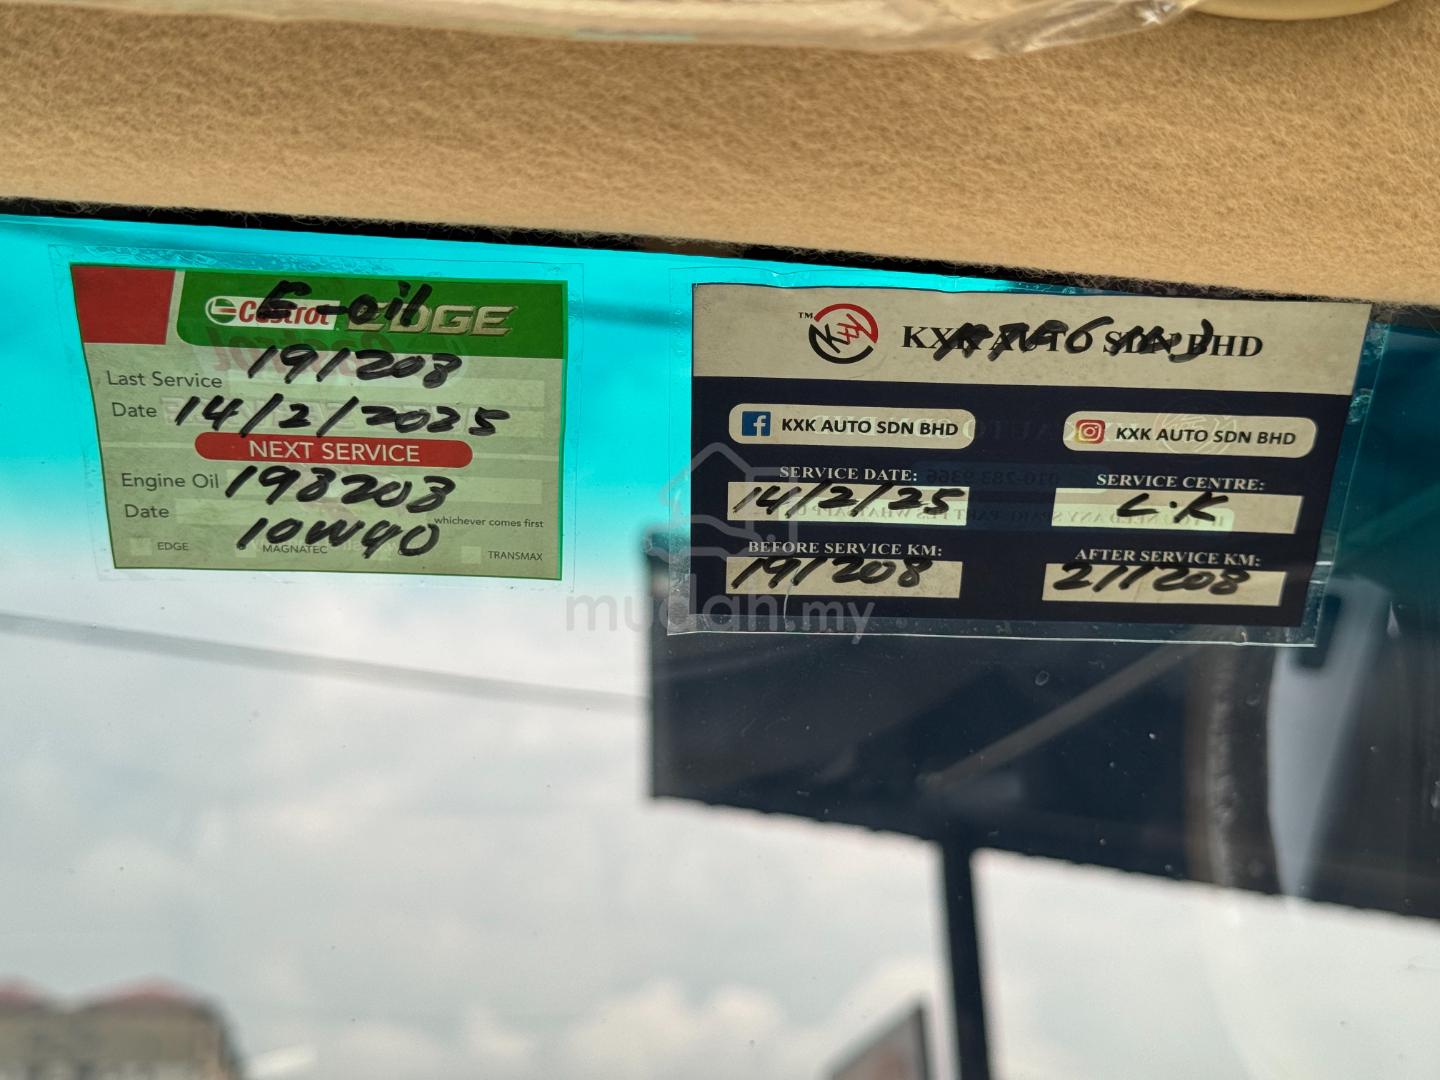 Castrol EDGE
E-oil
Last Service 191208
Date 14/2/2025
NEXT SERVICE
Engine Oil 198208
Date
10W40
whichever comes first
EDGE MAGNATEC TRANSMAX
TM
KXK AUTO SDN BHD
KXK AUTO SDN BHD
KXK AUTO SDN BHD
SERVICE DATE: SERVICE CENTRE:
14/2/25 L.K
BEFORE SERVICE KM: AFTER SERVICE KM:
191208 211208
mudah.my